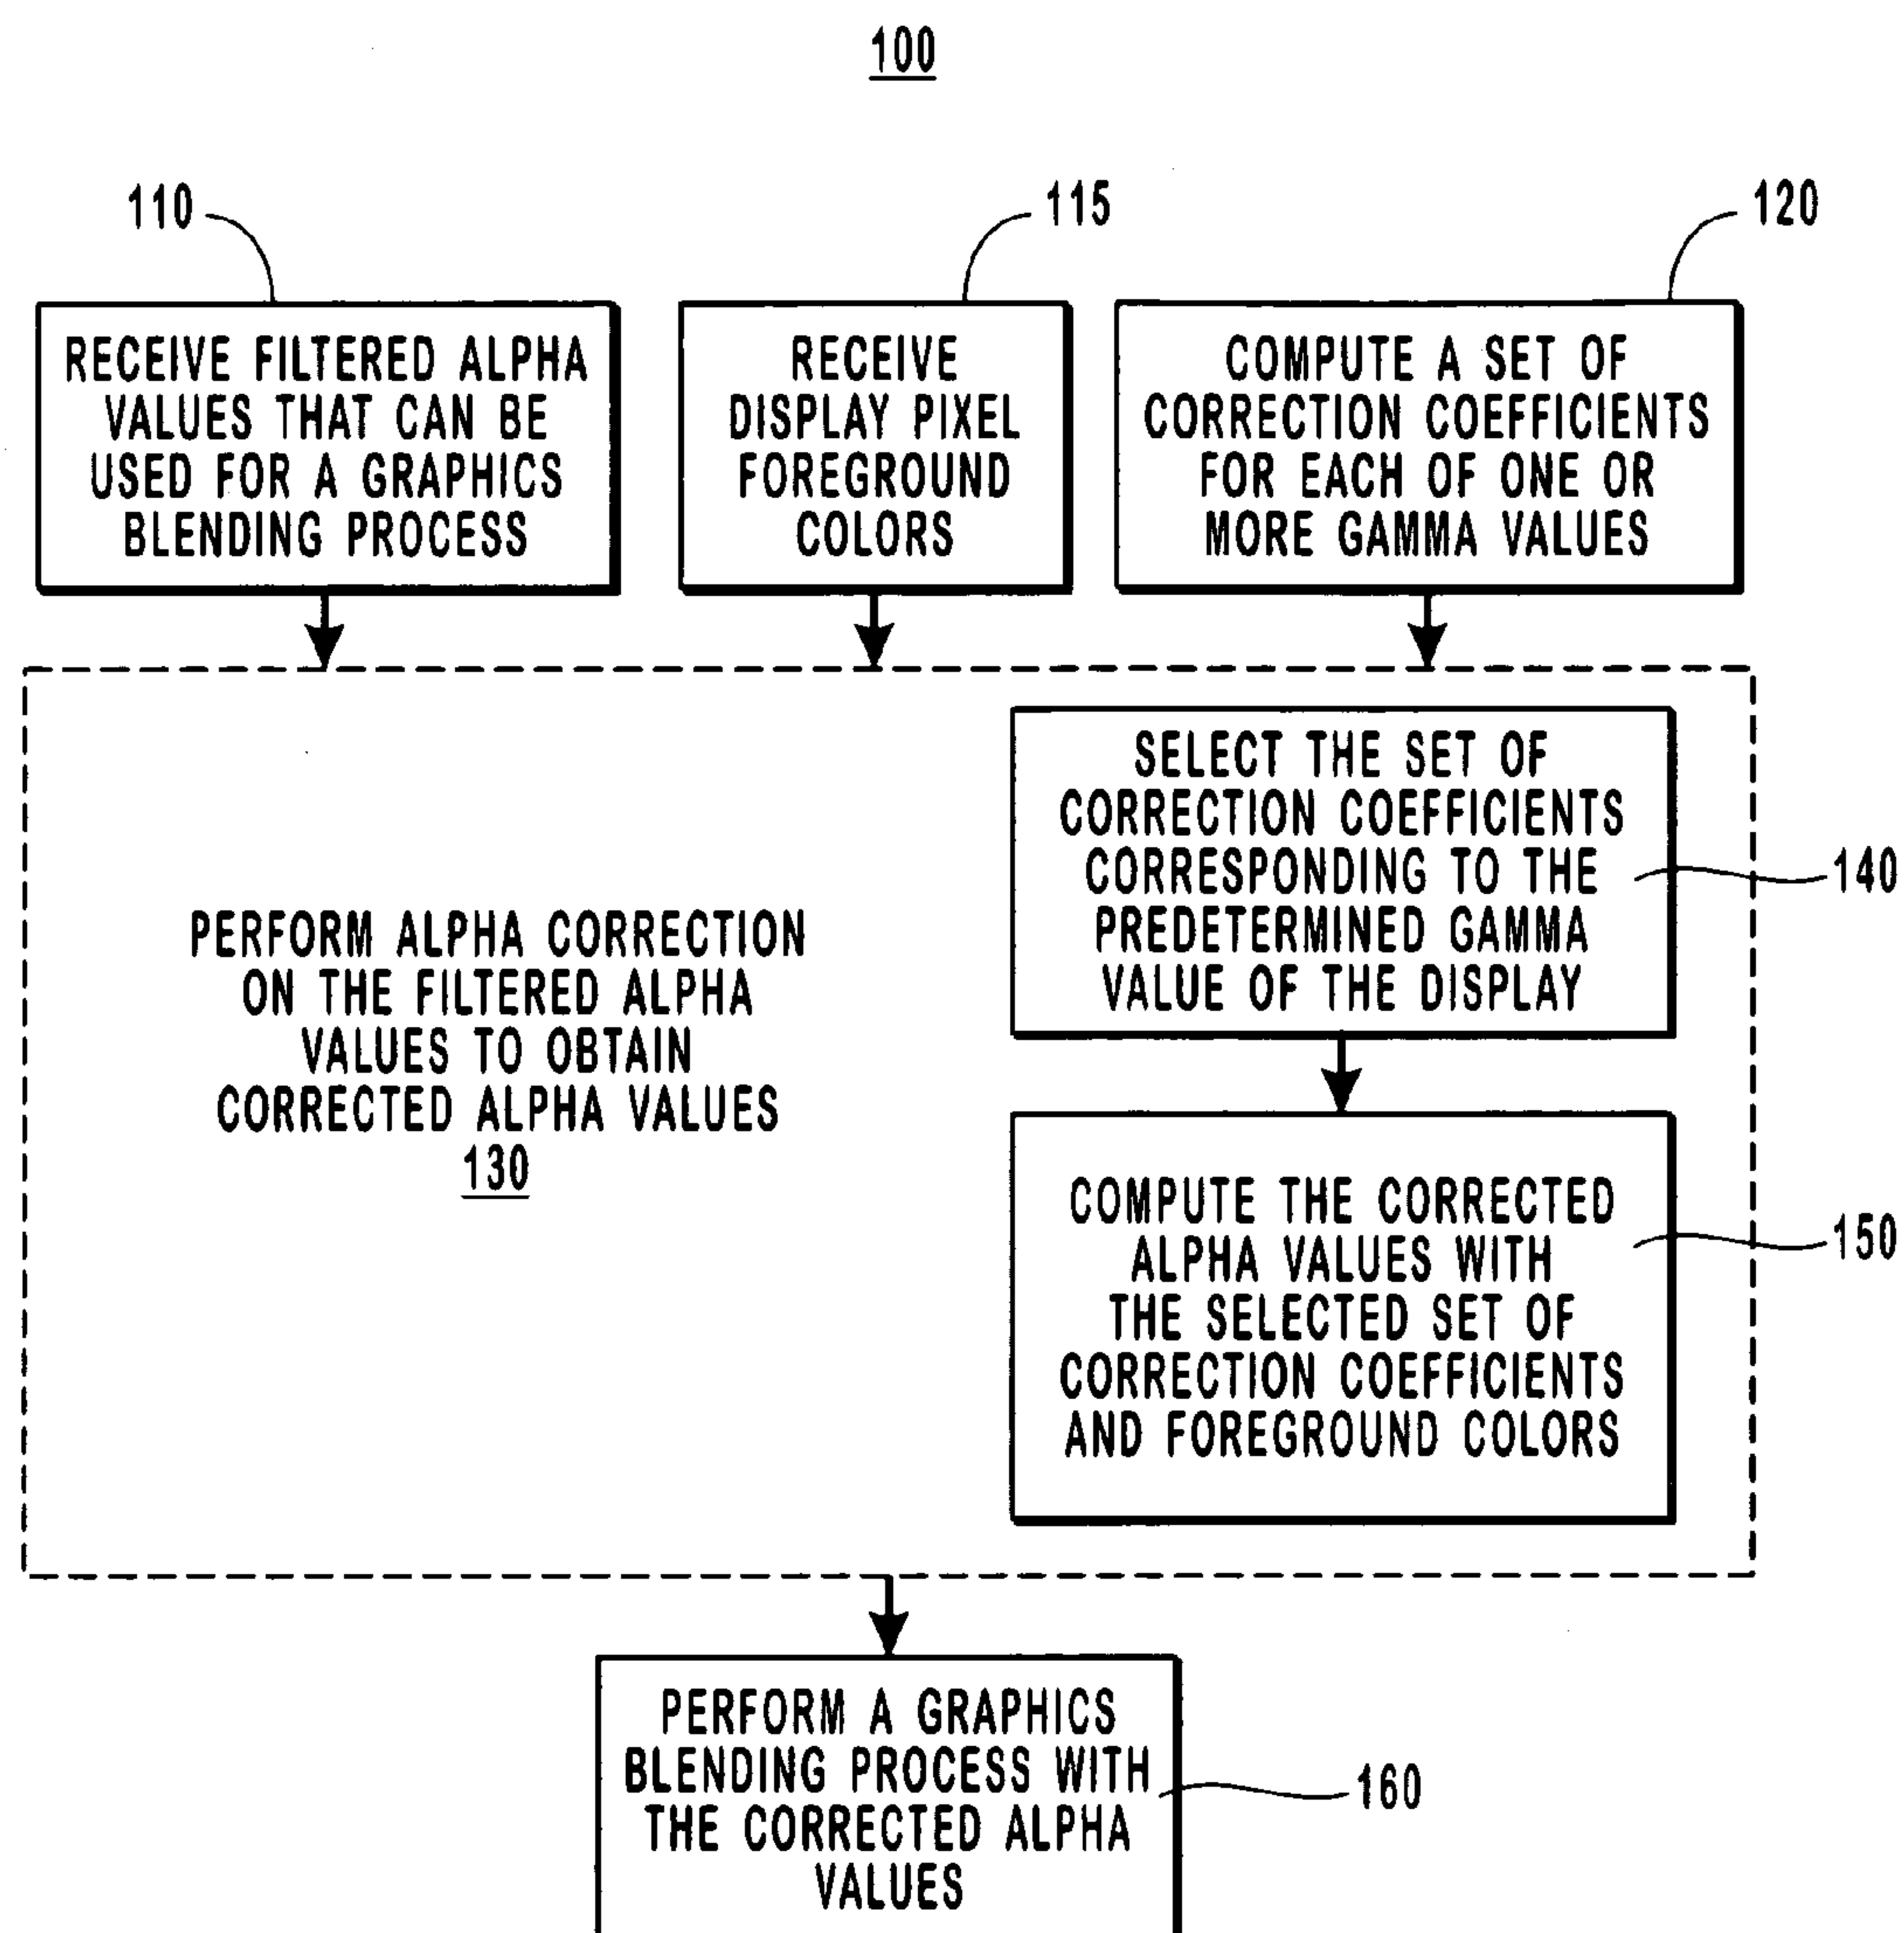 100
110
115
120
RECEIVE FILTERED ALPHA
VALUES THAT CAN BE
USED FOR A GRAPHICS
BLENDING PROCESS
RECEIVE
DISPLAY PIXEL
FOREGROUND
COLORS
COMPUTE A SET OF
CORRECTION COEFFICIENTS
FOR EACH OF ONE OR
MORE GAMMA VALUES
PERFORM ALPHA CORRECTION
ON THE FILTERED ALPHA
VALUES TO OBTAIN
CORRECTED ALPHA VALUES
130
SELECT THE SET OF
CORRECTION COEFFICIENTS
CORRESPONDING TO THE
PREDETERMINED GAMMA
VALUE OF THE DISPLAY
140
COMPUTE THE CORRECTED
ALPHA VALUES WITH
THE SELECTED SET OF
CORRECTION COEFFICIENTS
AND FOREGROUND COLORS
150
PERFORM A GRAPHICS
BLENDING PROCESS WITH
THE CORRECTED ALPHA
VALUES
160